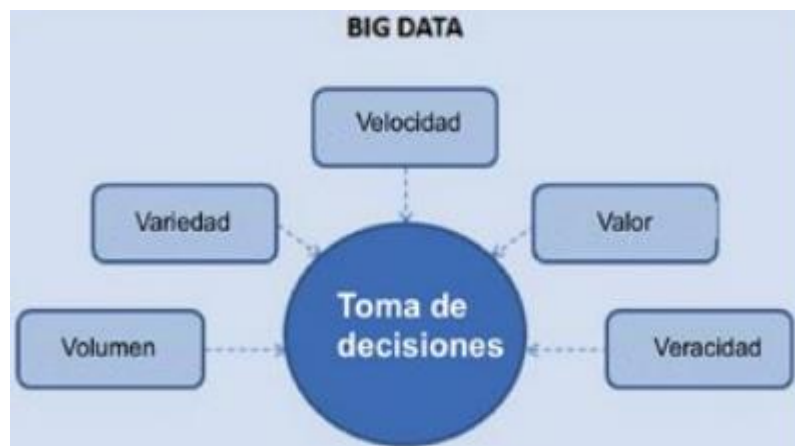 BIG DATA
Velocidad
Variedad
Valor
Toma de
decisiones
Volumen
Veracidad